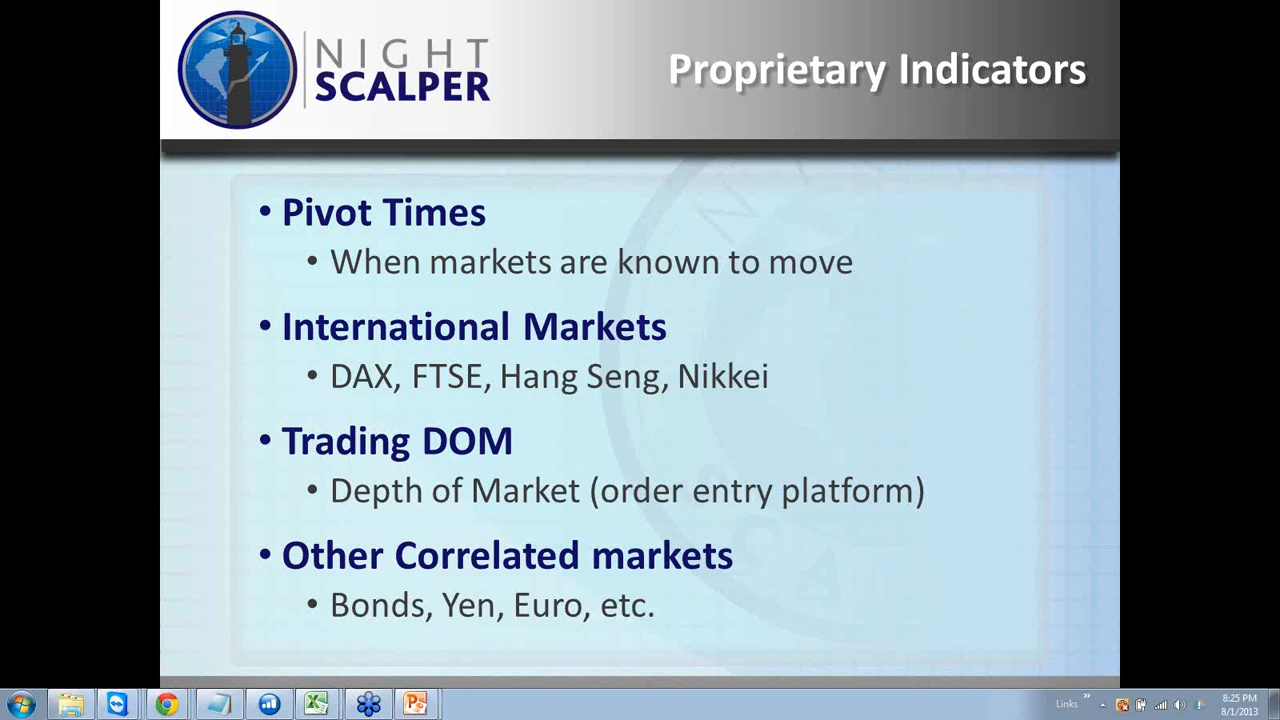 NIGHT
SCALPER
Proprietary Indicators
• Pivot Times
• When markets are known to move
• International Markets
• DAX, FTSE, Hang Seng, Nikkei
• Trading DOM
• Depth of Market (order entry platform)
• Other Correlated markets
• Bonds, Yen, Euro, etc.
Links
8:25 PM
8/1/2013